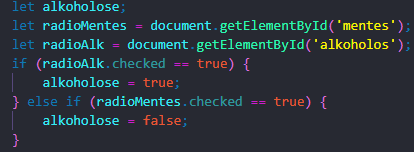 let alkoholose;
let radioMentes = document.getElementById('mentes');
let radioAlk = document.getElementById('alkoholos');
if (radioAlk.checked == true) {
    alkoholose = true;
} else if (radioMentes.checked == true) {
    alkoholose = false;
}